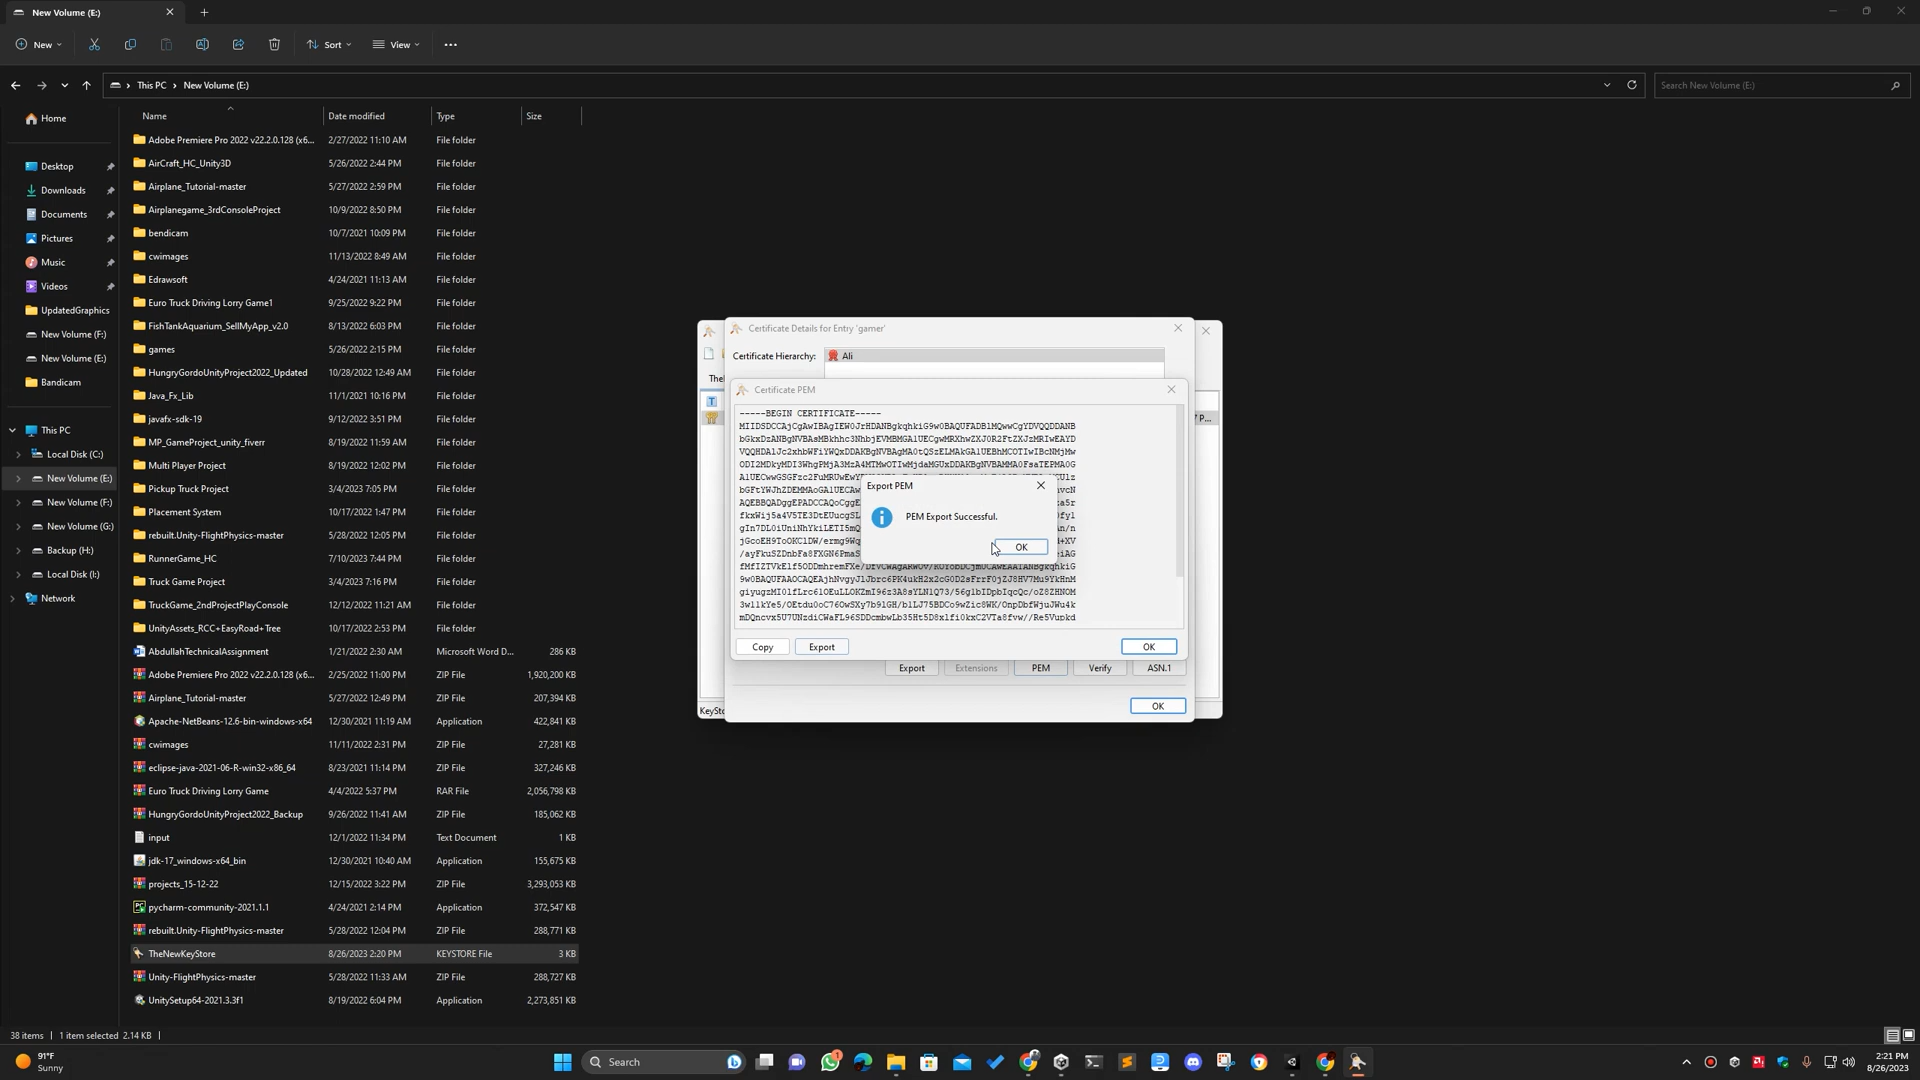 New Volume (E:)
New
Sort
View
This PC > New Volume (E:)
Search New Volume (E:)
Name Date modified Type Size
Home
Desktop
Downloads
Documents
Pictures
Music
Videos
UpdatedGraphics
New Volume (F:)
New Volume (E:)
Bandicam
This PC
Local Disk (C:)
New Volume (E:)
New Volume (F:)
New Volume (G:)
Backup (H:)
Local Disk (I:)
Network
Adobe Premiere Pro 2022 v22.2.0.128 (x6... 2/27/2022 11:10 AM File folder
AirCraft_HC_Unity3D 5/26/2022 2:44 PM File folder
Airplane_Tutorial-master 5/27/2022 2:59 PM File folder
Airplanegame_3rdConsoleProject 10/9/2022 8:50 PM File folder
bendicam 10/7/2021 10:09 PM File folder
cwimages 11/13/2022 8:49 AM File folder
Edrawsoft 4/24/2021 11:13 AM File folder
Euro Truck Driving Lorry Game1 9/25/2022 9:22 PM File folder
FishTankAquarium_SellMyApp_v2.0 8/13/2022 6:03 PM File folder
games 5/26/2022 2:15 PM File folder
HungryGordoUnityProject2022_Updated 10/28/2022 12:49 AM File folder
Java_Fx_Lib 11/1/2021 10:16 PM File folder
javafx-sdk-19 9/12/2022 3:51 PM File folder
MP_GameProject_unity_fiverr 8/19/2022 11:59 AM File folder
Multi Player Project 8/19/2022 12:02 PM File folder
Pickup Truck Project 3/4/2023 7:05 PM File folder
Placement System 10/17/2022 1:47 PM File folder
rebuilt.Unity-FlightPhysics-master 5/28/2022 12:05 PM File folder
RunnerGame_HC 7/10/2023 7:44 PM File folder
Truck Game Project 3/4/2023 7:16 PM File folder
TruckGame_2ndProjectPlayConsole 12/12/2022 11:21 AM File folder
UnityAssets_RCC+EasyRoad+Tree 10/17/2022 2:53 PM File folder
AbdullahTechnicalAssignment 1/21/2022 2:30 AM Microsoft Word D... 286 KB
Adobe Premiere Pro 2022 v22.2.0.128 (x6... 2/25/2022 11:00 PM ZIP File 1,920,200 KB
Airplane_Tutorial-master 5/27/2022 12:49 PM ZIP File 207,394 KB
Apache-NetBeans-12.6-bin-windows-x64 12/30/2021 11:19 AM Application 422,841 KB
cwimages 11/11/2022 2:31 PM ZIP File 27,281 KB
eclipse-java-2021-06-R-win32-x86_64 8/23/2021 11:14 PM ZIP File 327,246 KB
Euro Truck Driving Lorry Game 4/4/2022 5:37 PM RAR File 2,056,798 KB
HungryGordoUnityProject2022_Backup 9/26/2022 11:41 AM ZIP File 185,062 KB
input 12/1/2022 11:34 PM Text Document 1 KB
jdk-17_windows-x64_bin 12/30/2021 10:40 AM Application 155,675 KB
projects_15-12-22 12/15/2022 3:22 PM ZIP File 3,293,053 KB
pycharm-community-2021.1.1 4/24/2021 2:14 PM Application 372,547 KB
rebuilt.Unity-FlightPhysics-master 5/28/2022 12:04 PM ZIP File 288,771 KB
TheNewKeyStore 8/26/2023 2:20 PM KEYSTORE File 3 KB
Unity-FlightPhysics-master 5/28/2022 11:33 AM ZIP File 288,727 KB
UnitySetup64-2021.3.3f1 8/19/2022 6:04 PM Application 2,273,851 KB
38 items 1 item selected 2.14 KB
Certificate Details for Entry 'gamer'
Certificate Hierarchy: Ali
The
T
P...
KeySto
Certificate PEM
-----BEGIN CERTIFICATE-----
Export PEM
PEM Export Successful.
OK
Copy Export OK
Export Extensions PEM Verify ASN.1
OK
91°F
Sunny
Search
1
2:21 PM
8/26/2023